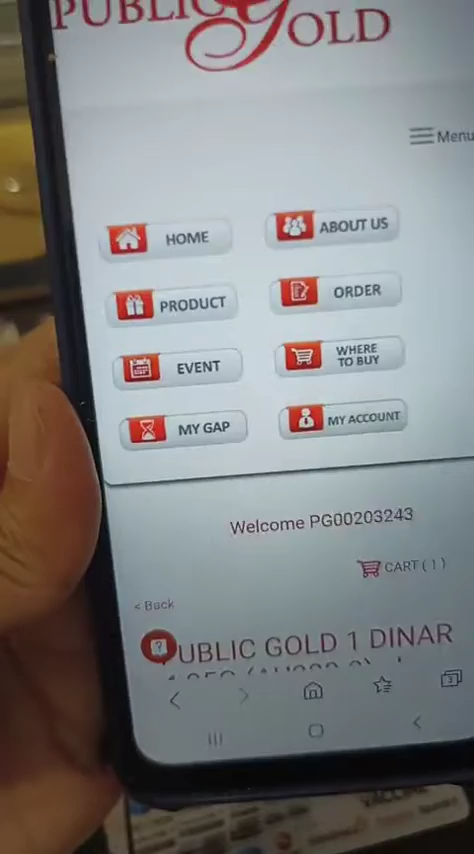 PUBLIC GOLD
Menu
HOME
ABOUT US
PRODUCT
ORDER
EVENT
WHERE
TO BUY
MY GAP
MY ACCOUNT
Welcome PG00203243
CART ( 1 )
< Back
UBLIC GOLD 1 DINAR
3